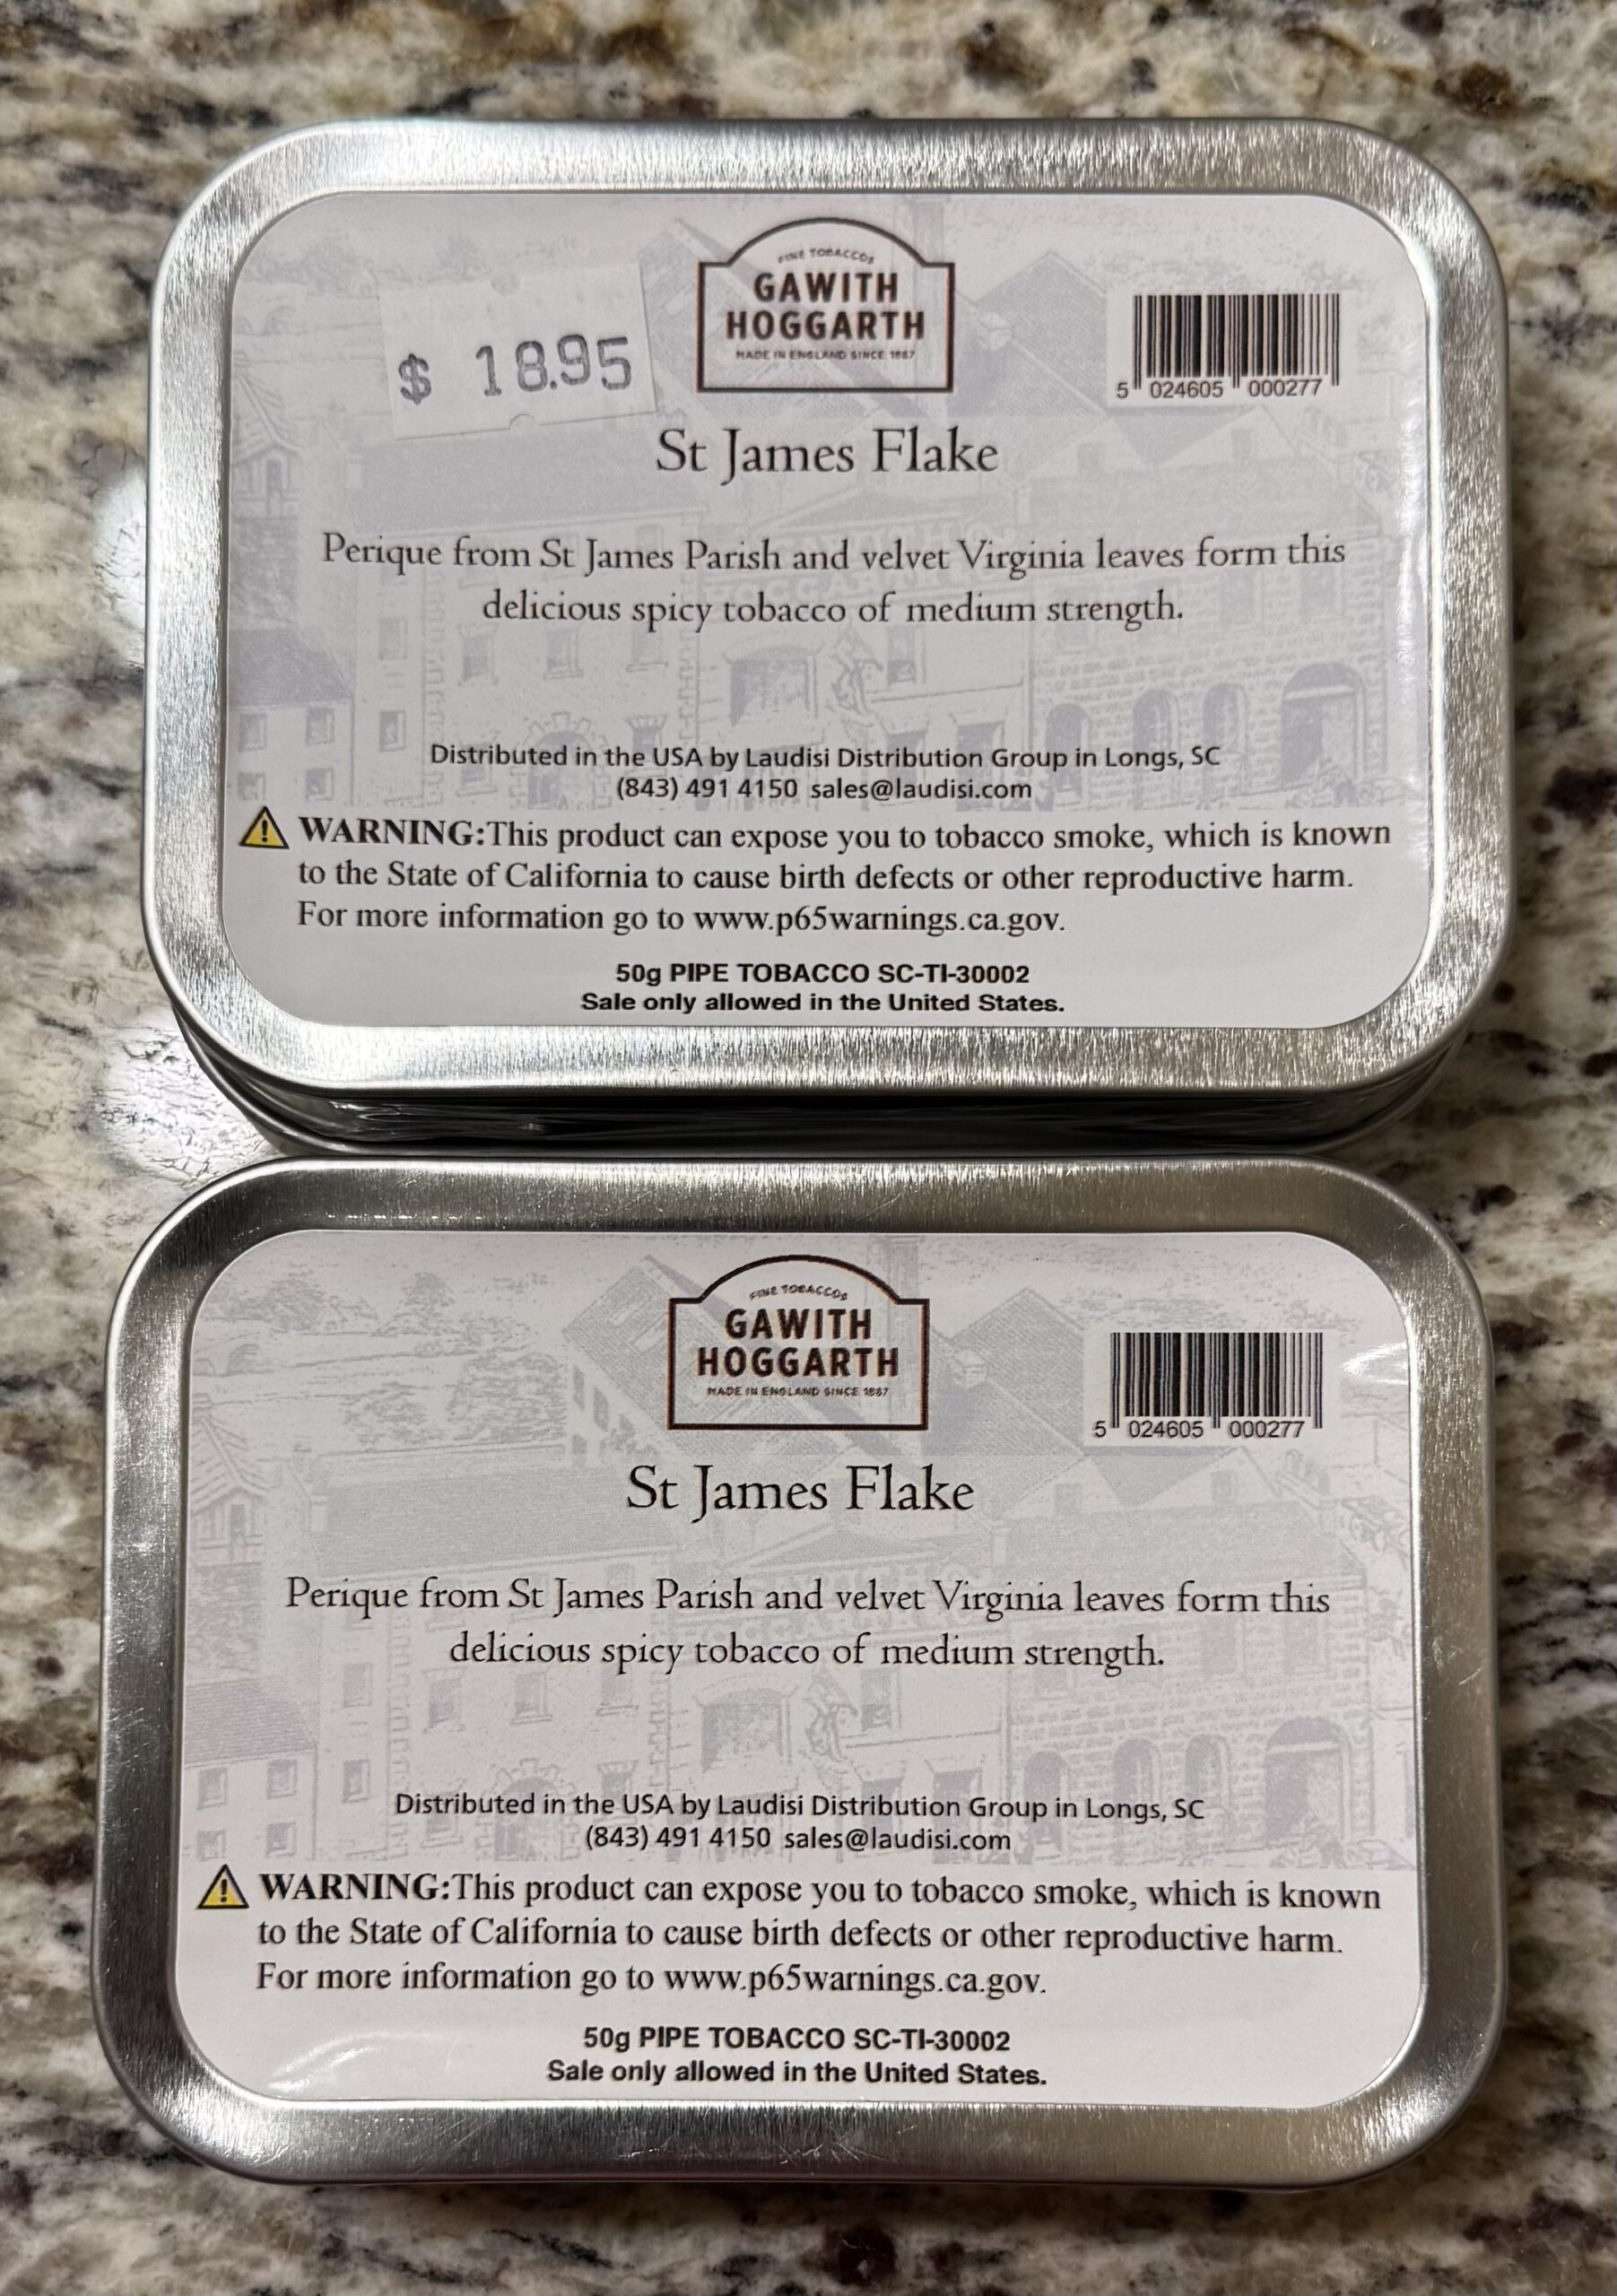 FINE TOBACCOS
GAWITH
HOGGARTH
MADE IN ENGLAND SINCE 1887
$ 18.95
5 024605 000277
St James Flake
Perique from St James Parish and velvet Virginia leaves form this
delicious spicy tobacco of medium strength.
Distributed in the USA by Laudisi Distribution Group in Longs, SC
(843) 491 4150 sales@laudisi.com
WARNING:This product can expose you to tobacco smoke, which is known
to the State of California to cause birth defects or other reproductive harm.
For more information go to www.p65warnings.ca.gov.
50g PIPE TOBACCO SC-TI-30002
Sale only allowed in the United States.
FINE TOBACCOS
GAWITH
HOGGARTH
MADE IN ENGLAND SINCE 1887
5 024605 000277
St James Flake
Perique from St James Parish and velvet Virginia leaves form this
delicious spicy tobacco of medium strength.
Distributed in the USA by Laudisi Distribution Group in Longs, SC
(843) 491 4150 sales@laudisi.com
WARNING:This product can expose you to tobacco smoke, which is known
to the State of California to cause birth defects or other reproductive harm.
For more information go to www.p65warnings.ca.gov.
50g PIPE TOBACCO SC-TI-30002
Sale only allowed in the United States.